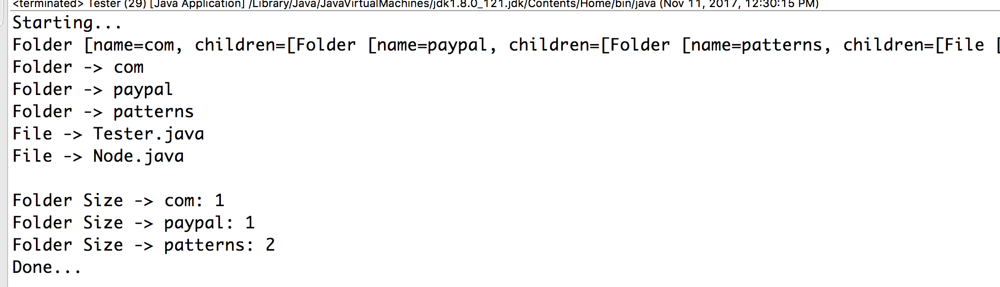 <terminated> Tester (29) [Java Application] /Library/Java/JavaVirtualMachines/jdk1.8.0_121.jdk/Contents/Home/bin/java (Nov 11, 2017, 12:30:15 PM)
Starting...
Folder [name=com, children=[Folder [name=paypal, children=[Folder [name=patterns, children=[File [
Folder -> com
Folder -> paypal
Folder -> patterns
File -> Tester.java
File -> Node.java
Folder Size -> com: 1
Folder Size -> paypal: 1
Folder Size -> patterns: 2
Done...